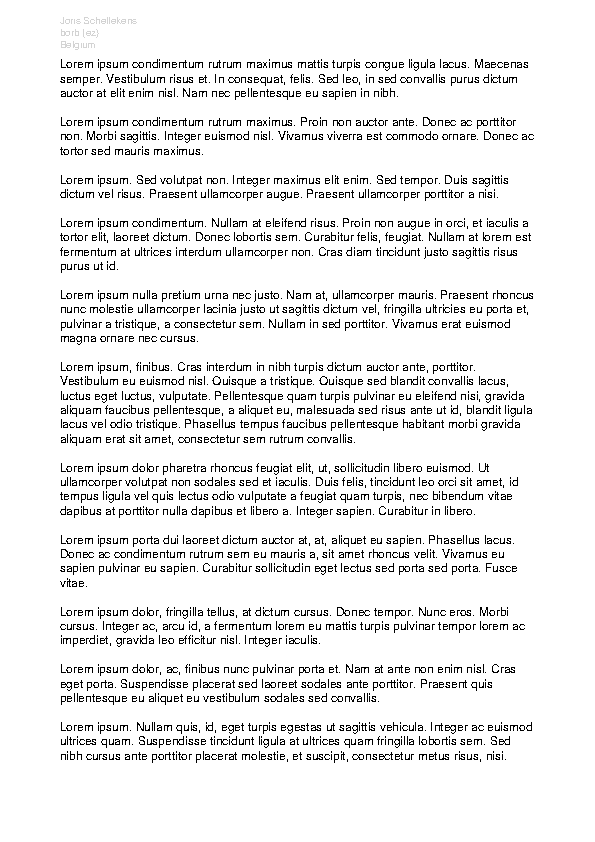 Joris Schellekens
borb (ez)
Belgium
Lorem ipsum condimentum rutrum maximus mattis turpis congue ligula lacus. Maecenas
semper. Vestibulum risus et. In consequat, felis. Sed leo, in sed convallis purus dictum
auctor at elit enim nisl. Nam nec pellentesque eu sapien in nibh.
Lorem ipsum condimentum rutrum maximus. Proin non auctor ante. Donec ac porttitor
non. Morbi sagittis. Integer euismod nisl. Vivamus viverra est commodo ornare. Donec ac
tortor sed mauris maximus.
Lorem ipsum. Sed volutpat non. Integer maximus elit enim. Sed tempor. Duis sagittis
dictum vel risus. Praesent ullamcorper augue. Praesent ullamcorper porttitor a nisi.
Lorem ipsum condimentum. Nullam at eleifend risus. Proin non augue in orci, et iaculis a
tortor elit, laoreet dictum. Donec lobortis sem. Curabitur felis, feugiat. Nullam at lorem est
fermentum at ultrices interdum ullamcorper non. Cras diam tincidunt justo sagittis risus
purus ut id.
Lorem ipsum nulla pretium urna nec justo. Nam at, ullamcorper mauris. Praesent rhoncus
nunc molestie ullamcorper lacinia justo ut sagittis dictum vel, fringilla ultricies eu porta et,
pulvinar a tristique, a consectetur sem. Nullam in sed porttitor. Vivamus erat euismod
magna ornare nec cursus.
Lorem ipsum, finibus. Cras interdum in nibh turpis dictum auctor ante, porttitor.
Vestibulum eu euismod nisl. Quisque a tristique. Quisque sed blandit convallis lacus,
luctus eget luctus, vulputate. Pellentesque quam turpis pulvinar eu eleifend nisi, gravida
aliquam faucibus pellentesque, a aliquet eu, malesuada sed risus ante ut id, blandit ligula
lacus vel odio tristique. Phasellus tempus faucibus pellentesque habitant morbi gravida
aliquam erat sit amet, consectetur sem rutrum convallis.
Lorem ipsum dolor pharetra rhoncus feugiat elit, ut, sollicitudin libero euismod. Ut
ullamcorper volutpat non sodales sed et iaculis. Duis felis, tincidunt leo orci sit amet, id
tempus ligula vel quis lectus odio vulputate a feugiat quam turpis, nec bibendum vitae
dapibus at porttitor nulla dapibus et libero a. Integer sapien. Curabitur in libero.
Lorem ipsum porta dui laoreet dictum auctor at, at, aliquet eu sapien. Phasellus lacus.
Donec ac condimentum rutrum sem eu mauris a, sit amet rhoncus velit. Vivamus eu
sapien pulvinar eu sapien. Curabitur sollicitudin eget lectus sed porta sed porta. Fusce
vitae.
Lorem ipsum dolor, fringilla tellus, at dictum cursus. Donec tempor. Nunc eros. Morbi
cursus. Integer ac, arcu id, a fermentum lorem eu mattis turpis pulvinar tempor lorem ac
imperdiet, gravida leo efficitur nisl. Integer iaculis.
Lorem ipsum dolor, ac, finibus nunc pulvinar porta et. Nam at ante non enim nisl. Cras
eget porta. Suspendisse placerat sed laoreet sodales ante porttitor. Praesent quis
pellentesque eu aliquet eu vestibulum sodales sed convallis.
Lorem ipsum. Nullam quis, id, eget turpis egestas ut sagittis vehicula. Integer ac euismod
ultrices quam. Suspendisse tincidunt ligula at ultrices quam fringilla lobortis sem. Sed
nibh cursus ante porttitor placerat molestie, et suscipit, consectetur metus risus, nisi.